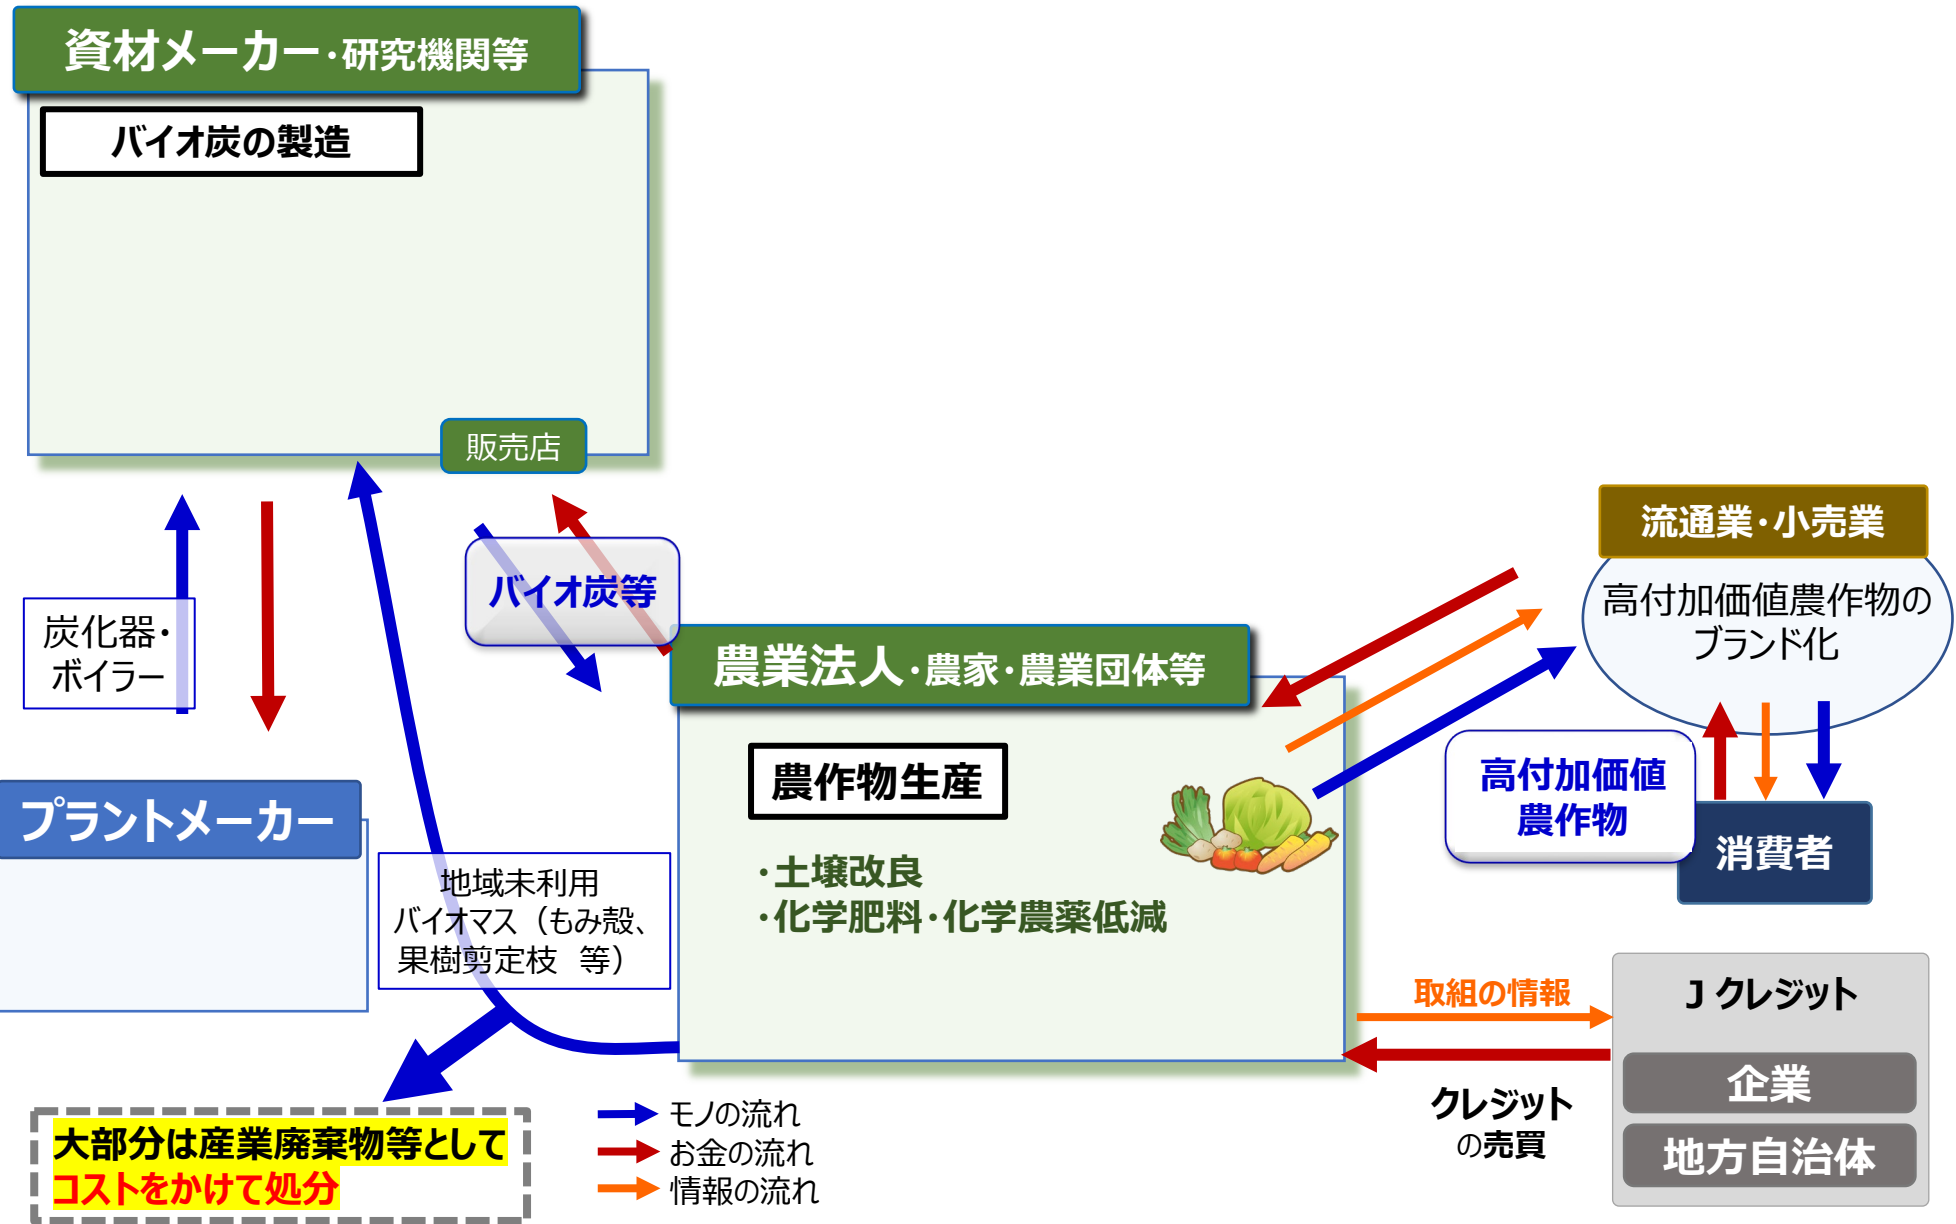 資材メーカー・研究機関等
バイオ炭の製造
販売店
炭化器・
ボイラー
バイオ炭等
プラントメーカー
地域未利用
バイオマス（もみ殻、
果樹剪定枝　等）
大部分は産業廃棄物等として
コストをかけて処分
農業法人・農家・農業団体等
農作物生産
・土壌改良
・化学肥料・化学農薬低減
モノの流れ
お金の流れ
情報の流れ
流通業・小売業
高付加価値農作物の
ブランド化
高付加価値
農作物
消費者
取組の情報
クレジット
の売買
J クレジット
企業
地方自治体